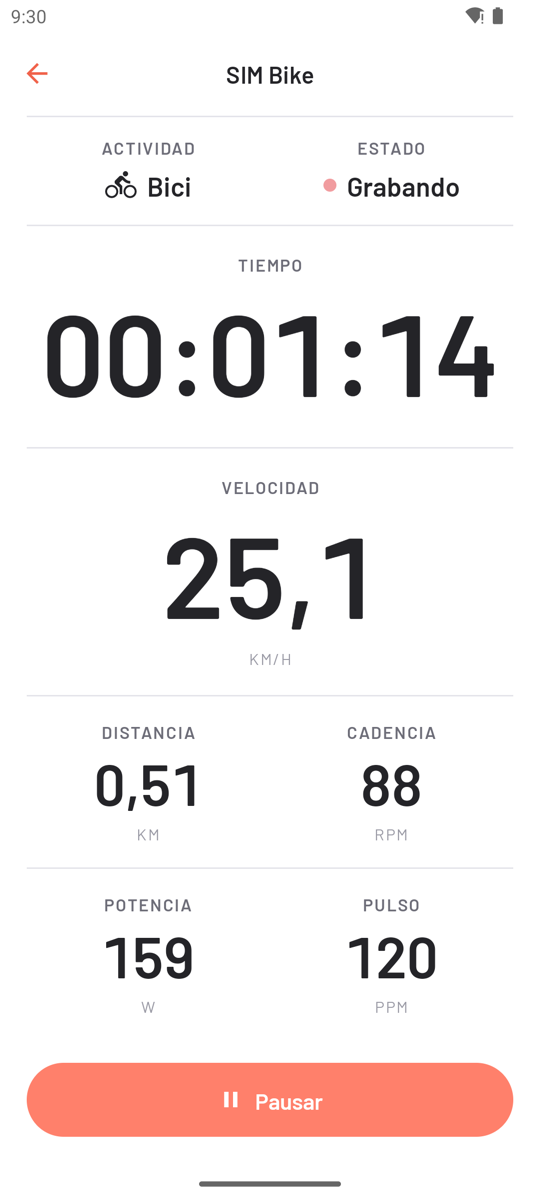 9:30
SIM Bike
ACTIVIDAD
ESTADO
Bici
Grabando
TIEMPO
00:01:14
VELOCIDAD
25,1
KM/H
DISTANCIA
CADENCIA
0,51
88
KM
RPM
POTENCIA
PULSO
159
120
W
PPM
Pausar